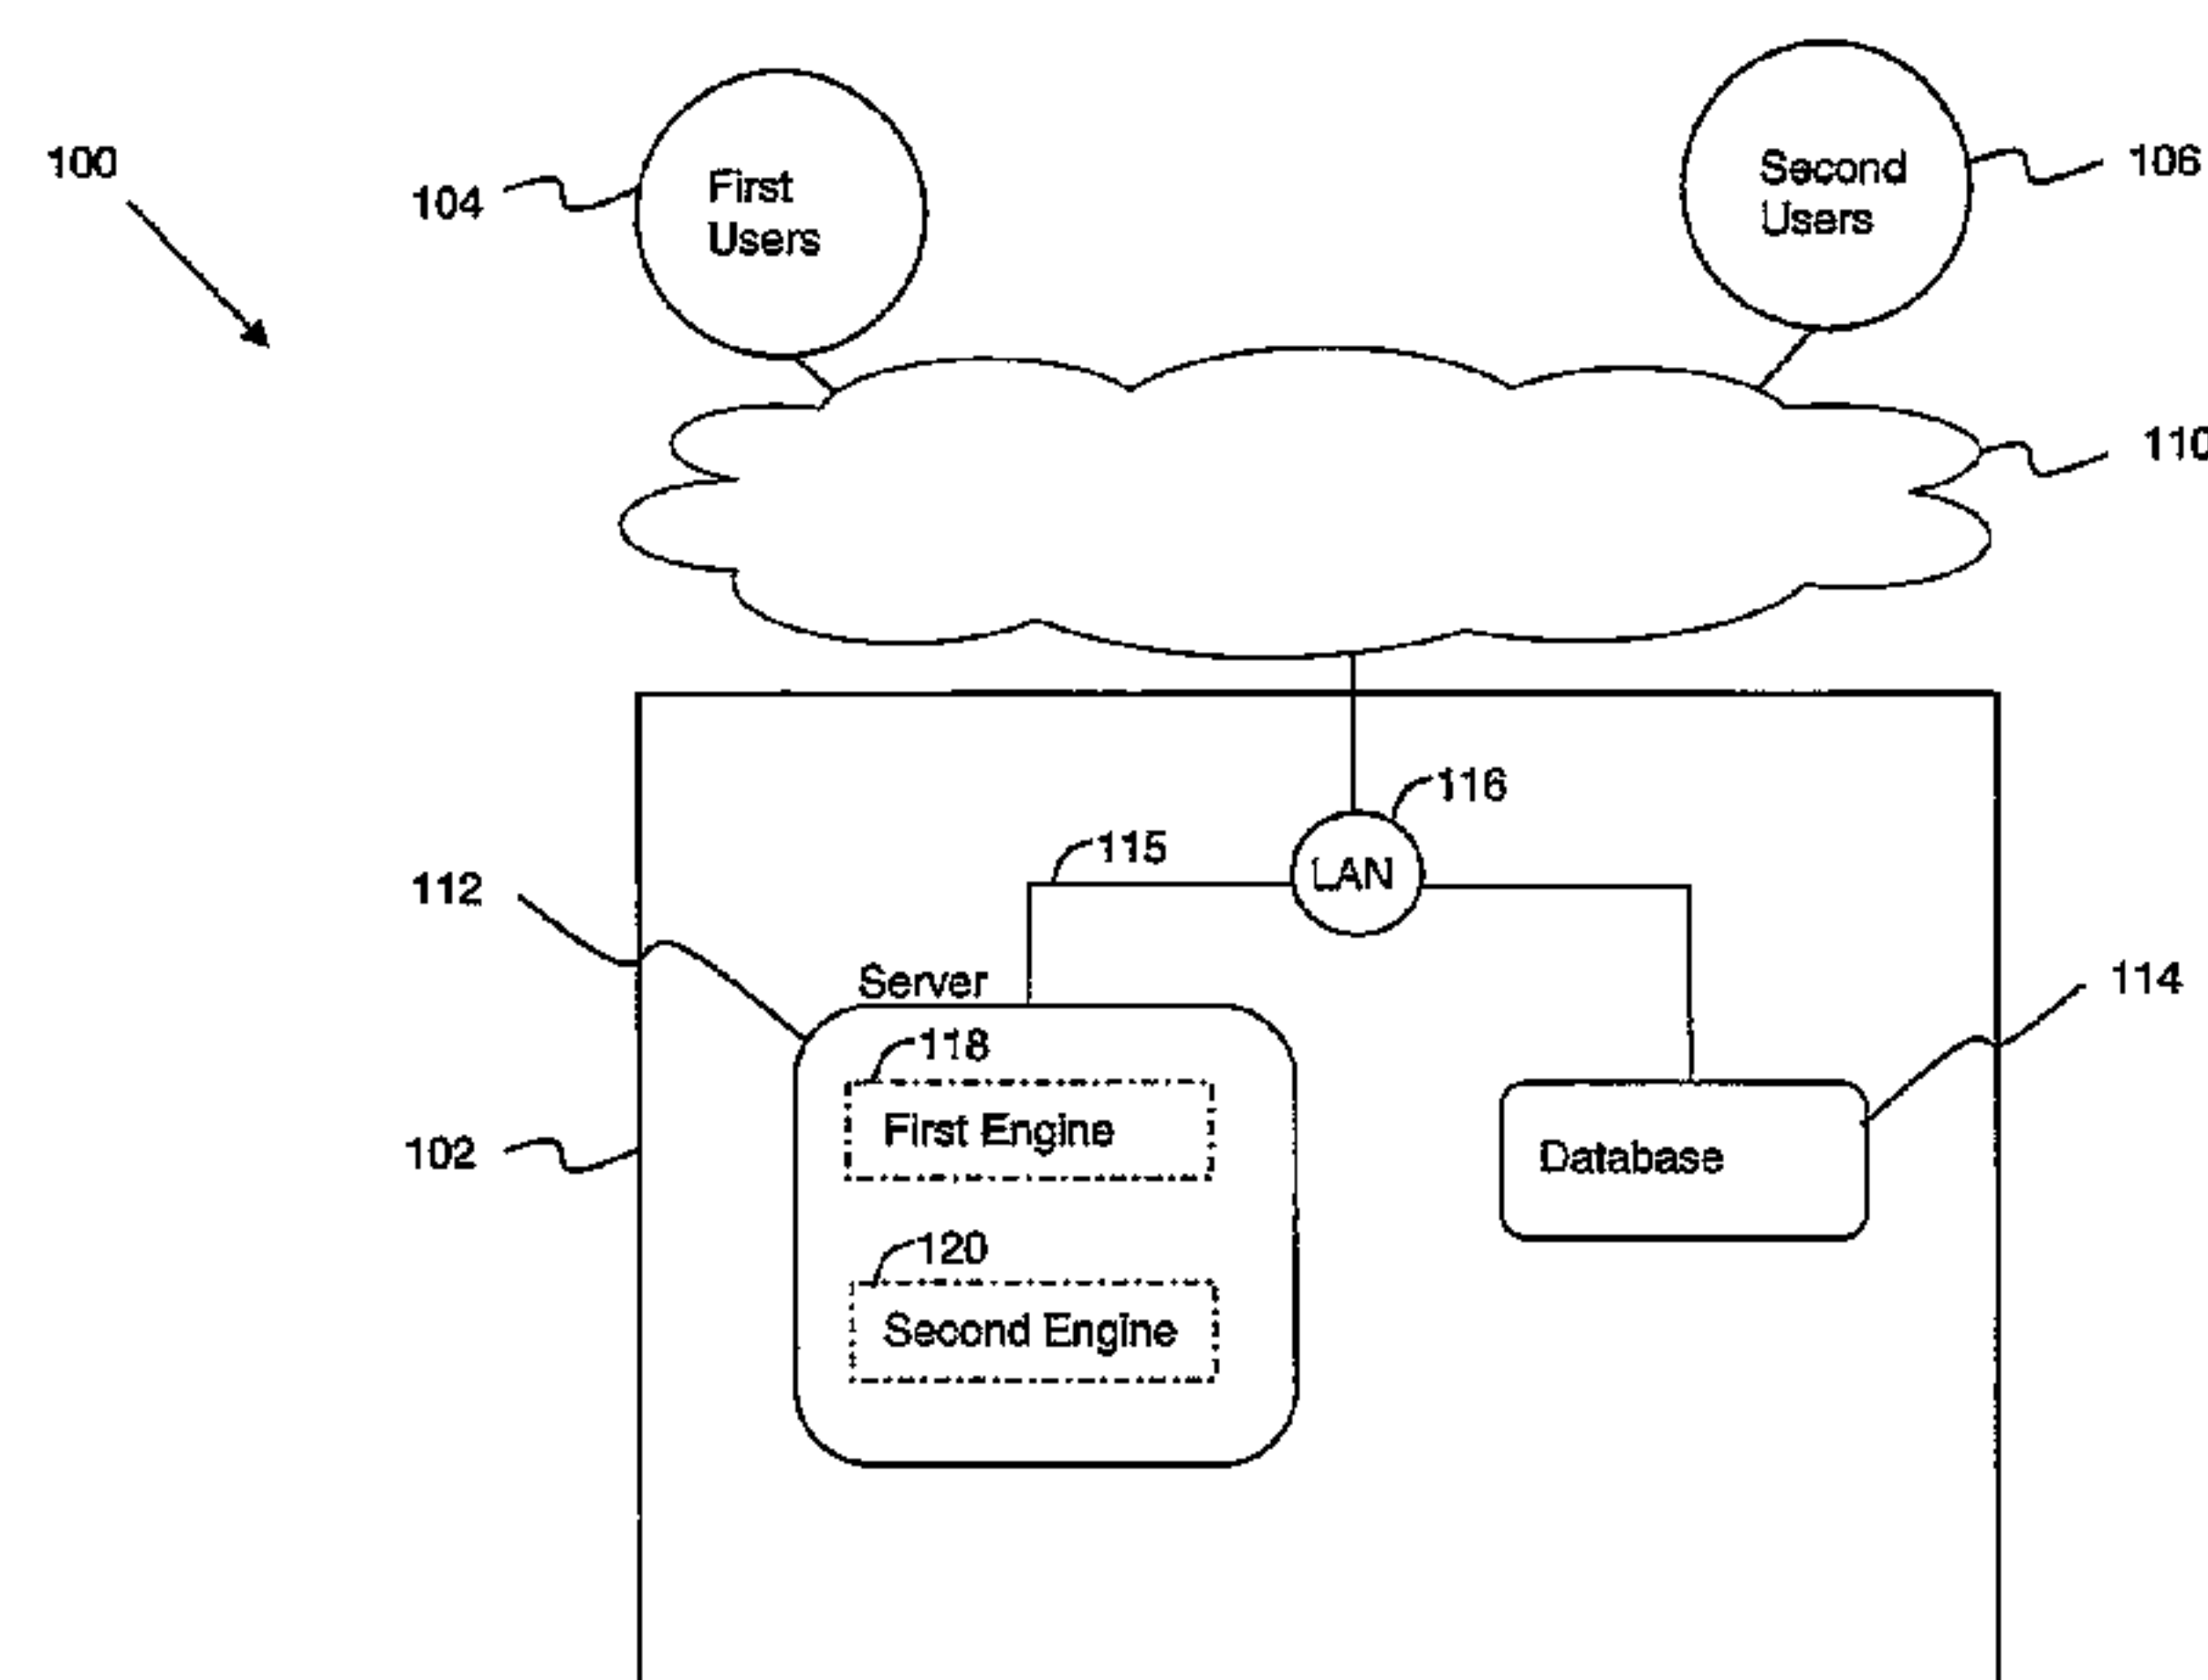 100
104
First
Users
Second
Users
106
110
116
115
LAN
112
Server
114
118
First Engine
Database
102
120
Second Engine